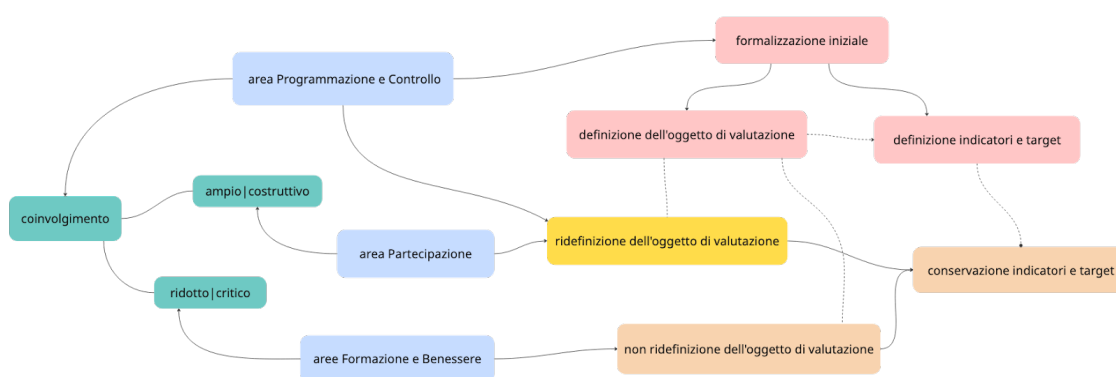 formalizzazione iniziale
area Programmazione e Controllo
definizione dell'oggetto di valutazione
definizione indicatori e target
ampio|costruttivo
coinvolgimento
ridefinizione dell'oggetto di valutazione
area Partecipazione
conservazione indicatori e target
ridotto|critico
non ridefinizione dell'oggetto di valutazione
aree Formazione e Benessere